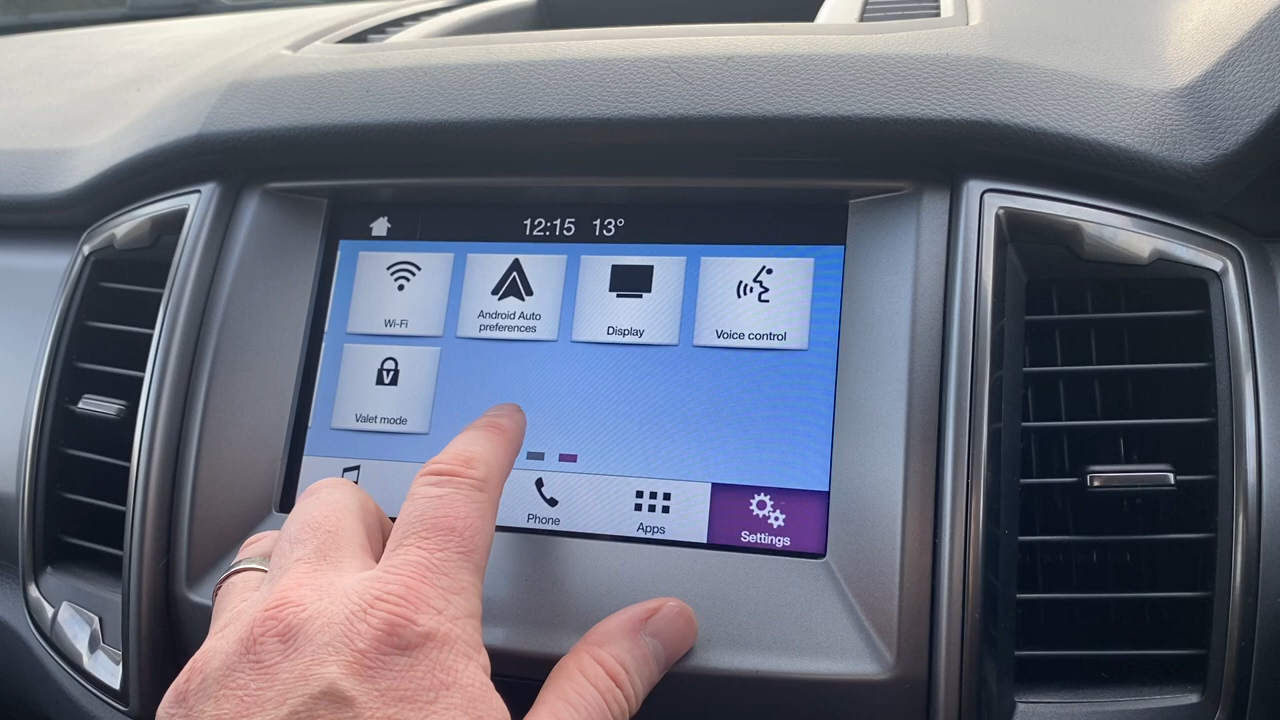 12:15 13°
Wi-Fi
Android Auto
preferences
Display
Voice control
Valet mode
Phone
Apps
Settings